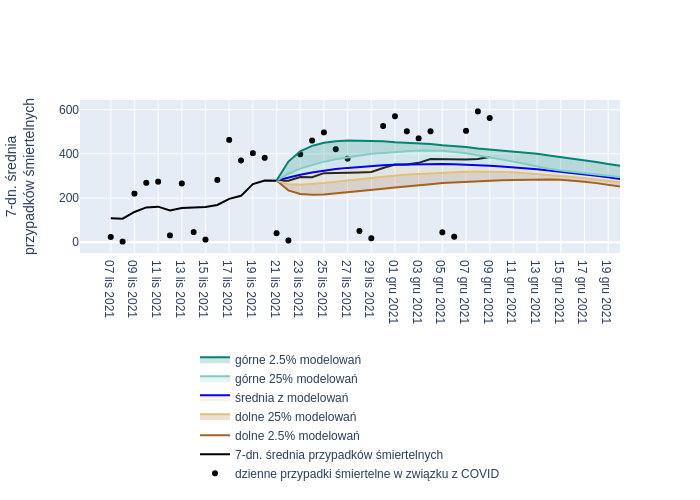 7-dn. średnia
przypadków śmiertelnych
600
400
200
0
07 lis 2021
09 lis 2021
11 lis 2021
13 lis 2021
15 lis 2021
17 lis 2021
19 lis 2021
21 lis 2021
23 lis 2021
25 lis 2021
27 lis 2021
29 lis 2021
01 gru 2021
03 gru 2021
05 gru 2021
07 gru 2021
09 gru 2021
11 gru 2021
13 gru 2021
15 gru 2021
17 gru 2021
19 gru 2021
górne 2.5% modelowań
górne 25% modelowań
średnia z modelowań
dolne 25% modelowań
dolne 2.5% modelowań
7-dn. średnia przypadków śmiertelnych
dzienne przypadki śmiertelne w związku z COVID